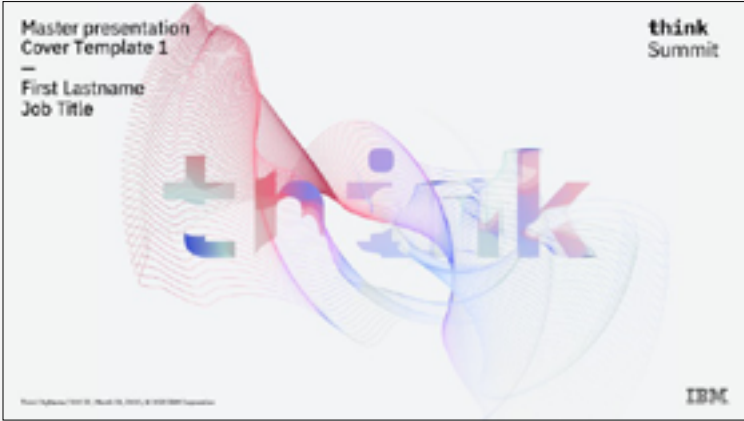 Master presentation
Cover Template 1
—
First Lastname
Job Title
think
Summit
think
IBM